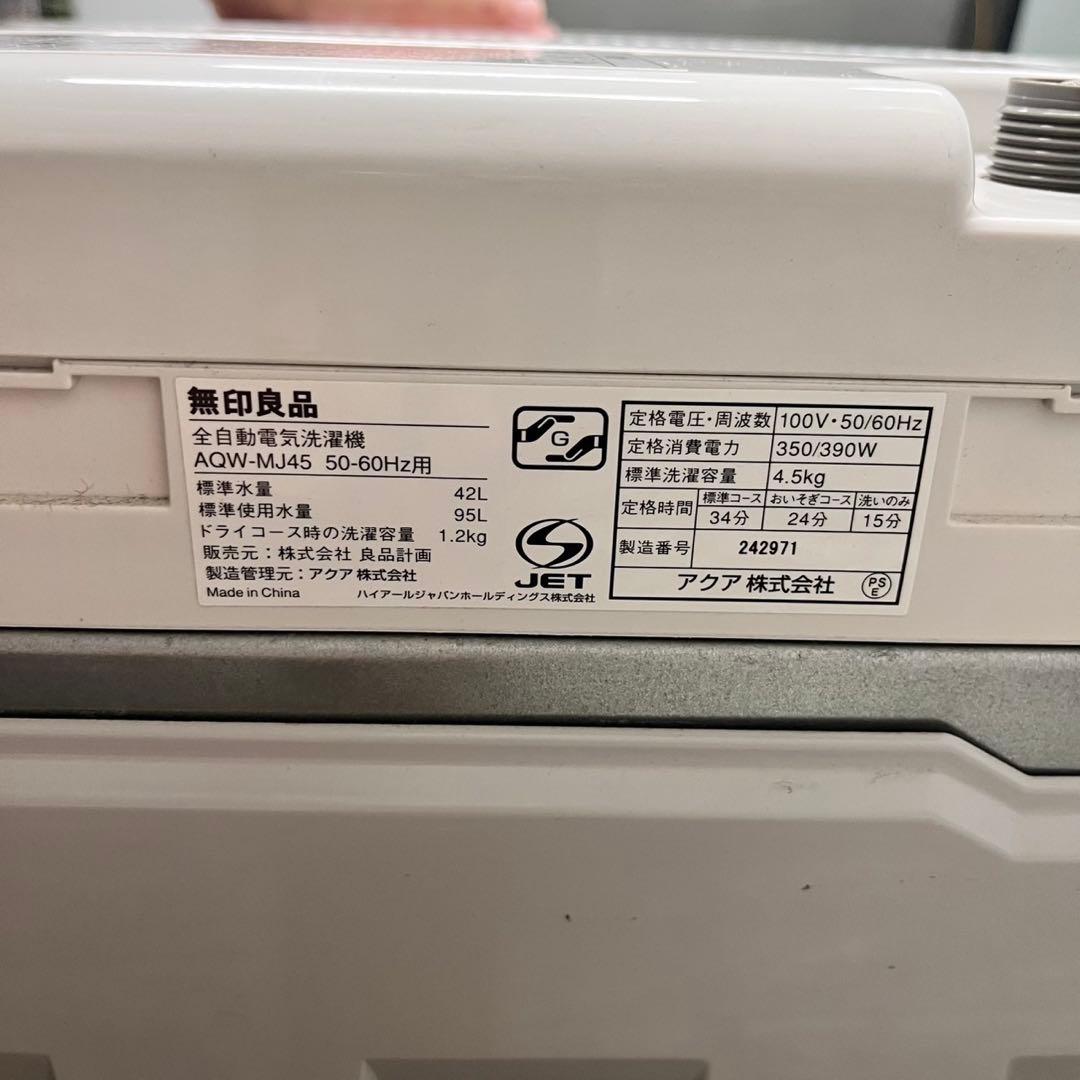 無印良品
全自動電気洗濯機
AQW-MJ45 50-60Hz用
標準水量 42L
標準使用水量 95L
ドライコース時の洗濯容量 1.2kg
販売元：株式会社 良品計画
製造管理元：アクア 株式会社
Made in China
ハイアールジャパンホールディングス株式会社
G
JET
定格電圧・周波数 100V・50/60Hz
定格消費電力 350/390W
標準洗濯容量 4.5kg
定格時間 標準コース おいそぎコース 洗いのみ
34分 24分 15分
製造番号 242971
アクア 株式会社 PSE